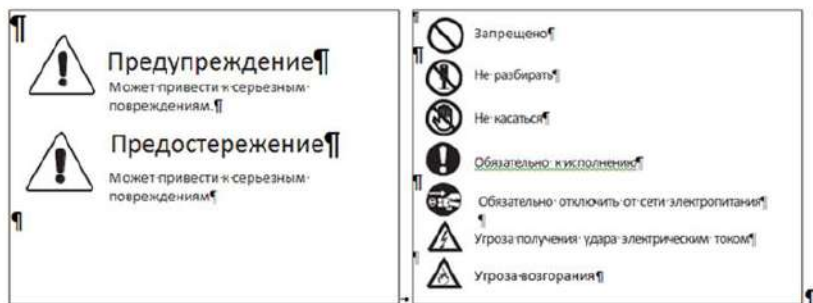 Предупреждение¶
Может привести к серьезным
повреждениям.¶
Предостережение¶
Может привести к серьезным
повреждениям¶
Запрещено¶
Не разбирать¶
Не касаться¶
Обязательно к исполнению¶
Обязательно отключить от сети электропитания¶
Угроза получения удара электрическим током¶
Угроза возгорания¶